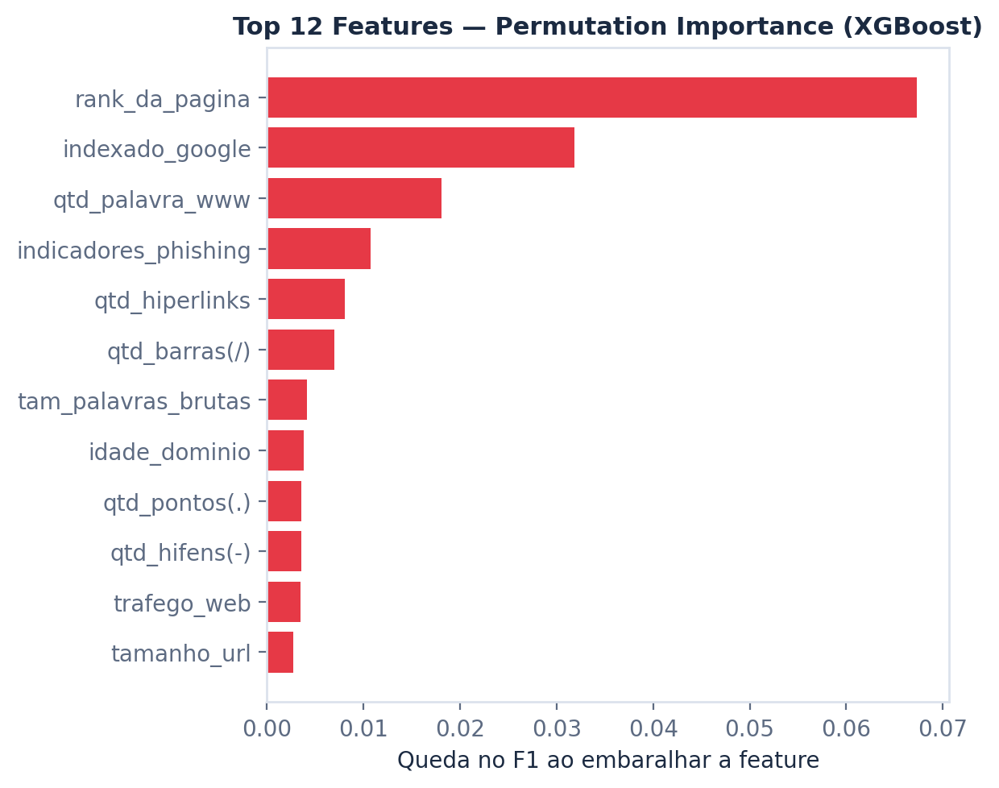 Top 12 Features — Permutation Importance (XGBoost)
rank_da_pagina
indexado_google
qtd_palavra_www
indicadores_phishing
qtd_hiperlinks
qtd_barras(/)
tam_palavras_brutas
idade_dominio
qtd_pontos(.)
qtd_hifens(-)
trafego_web
tamanho_url
0.00 0.01 0.02 0.03 0.04 0.05 0.06 0.07
Queda no F1 ao embaralhar a feature